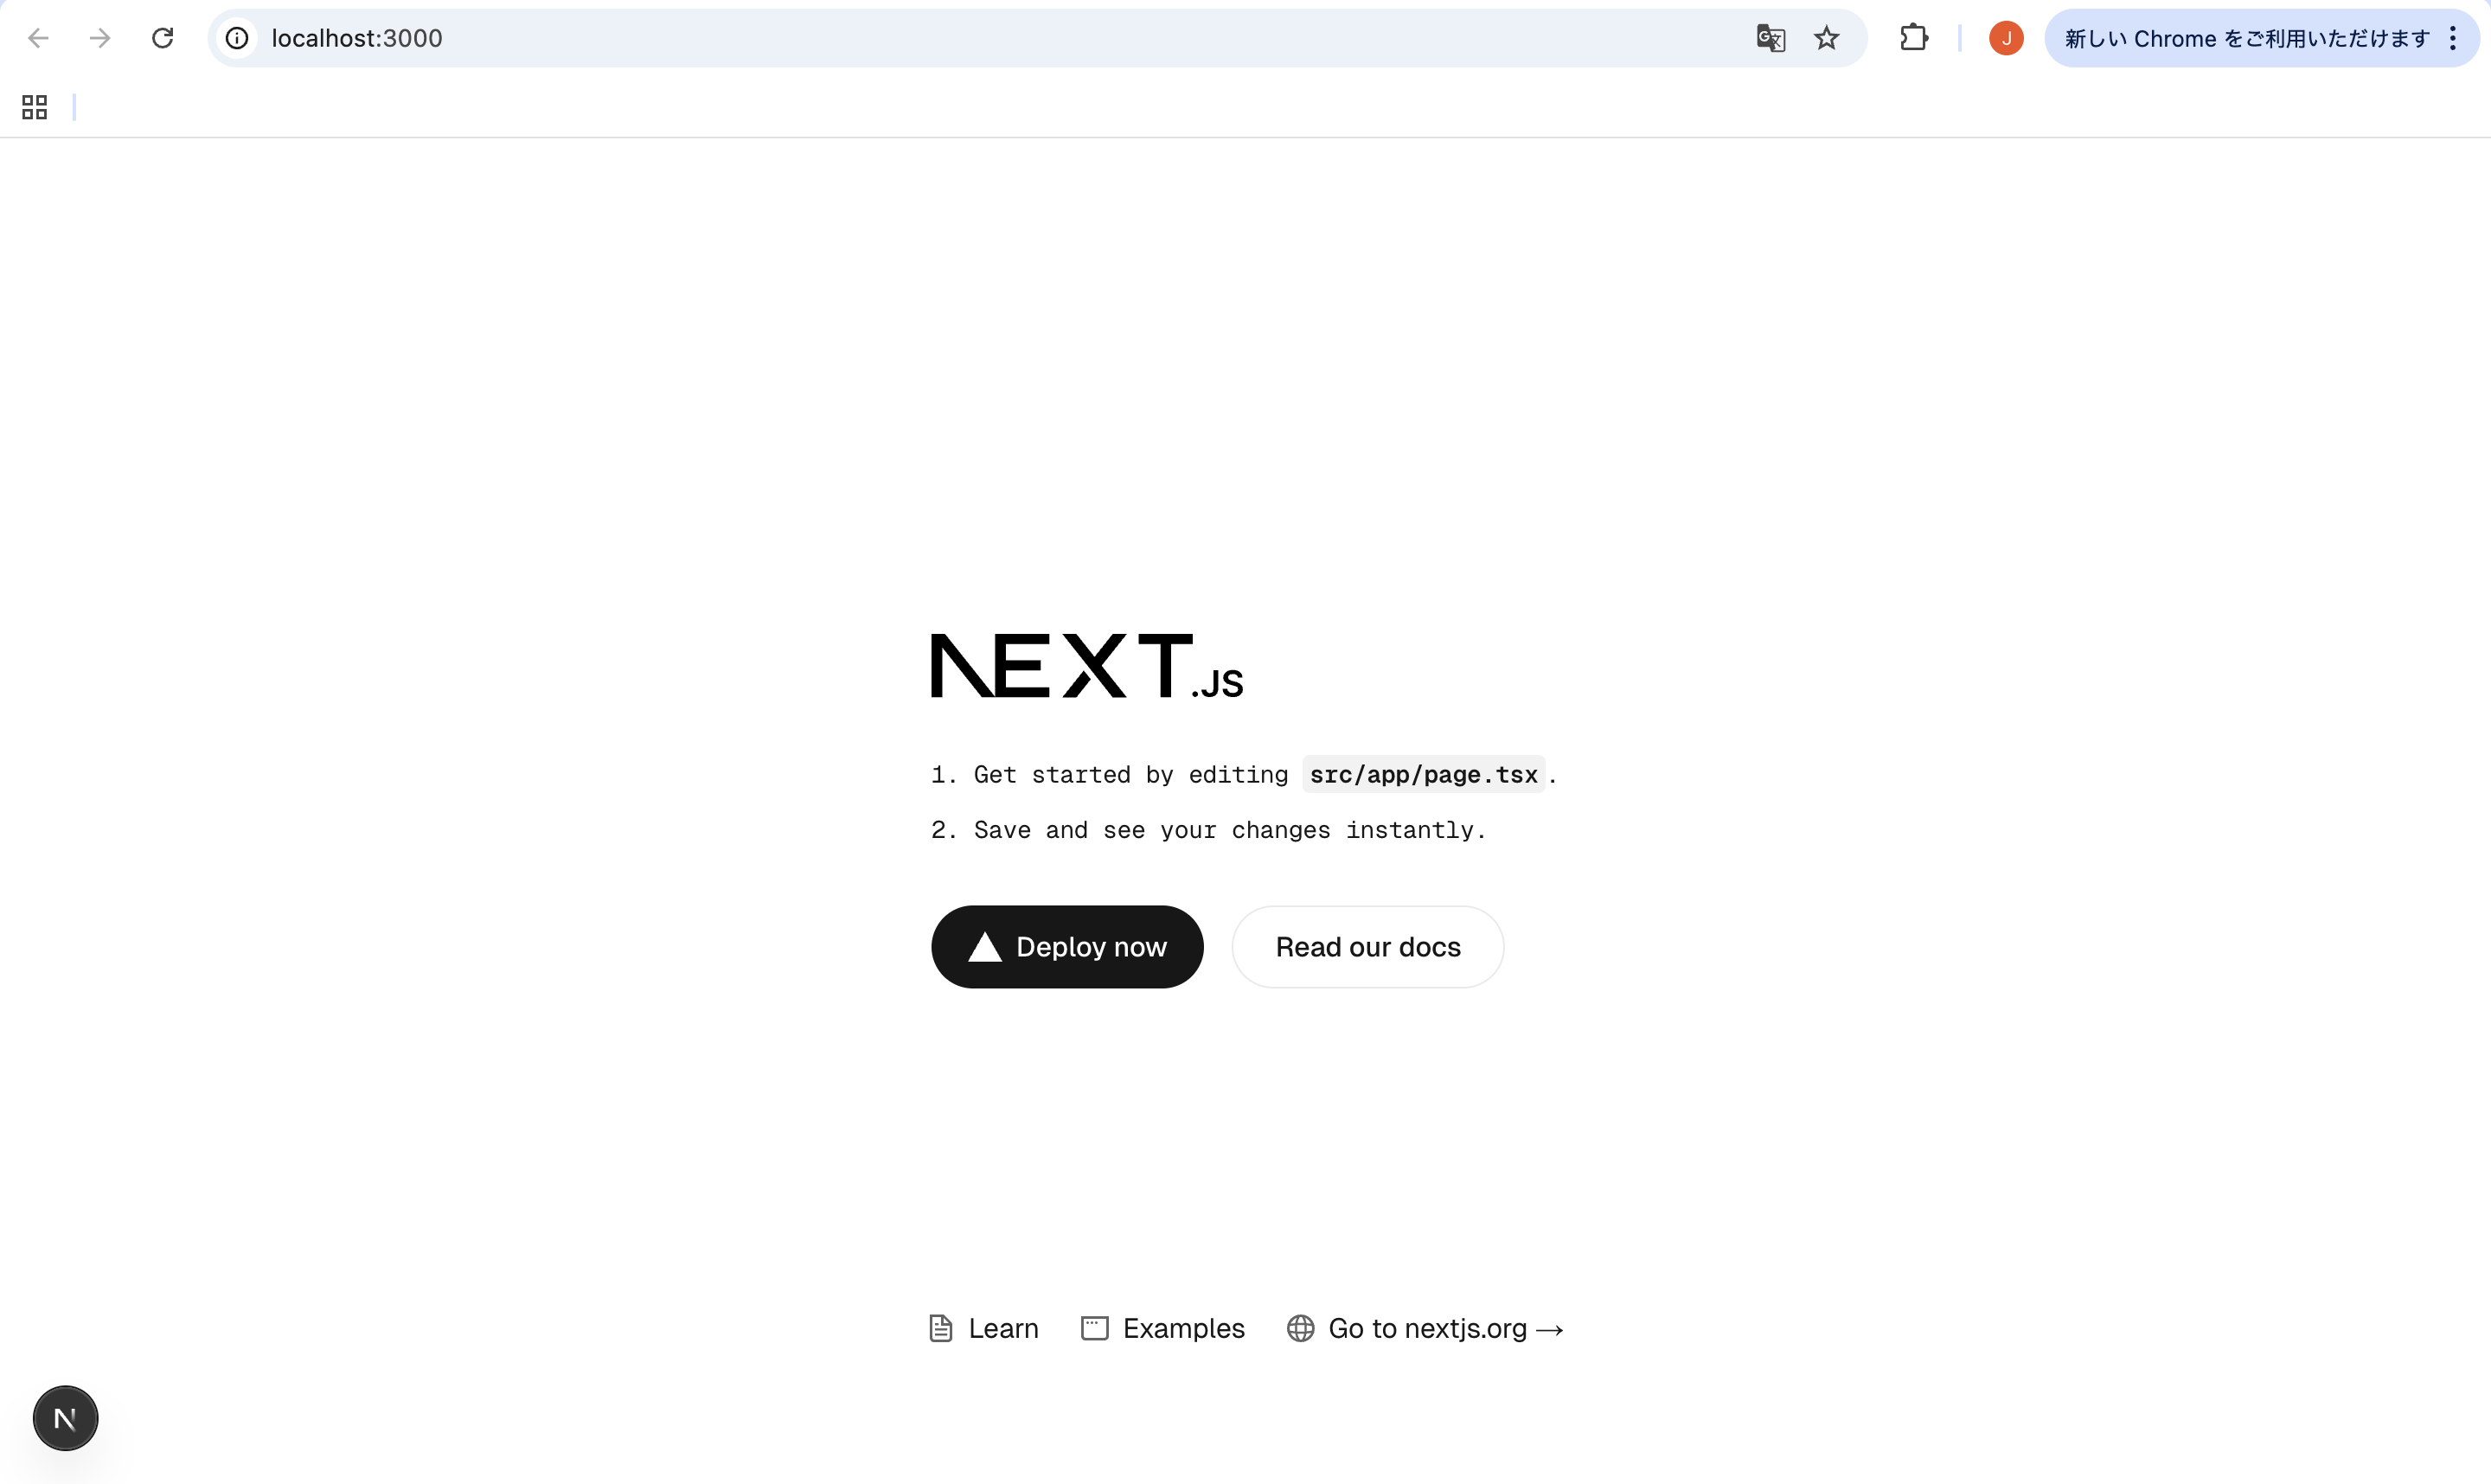 localhost:3000
J
新しい Chrome をご利用いただけます
NEXT.JS
1. Get started by editing src/app/page.tsx.
2. Save and see your changes instantly.
Deploy now
Read our docs
Learn
Examples
Go to nextjs.org →
N